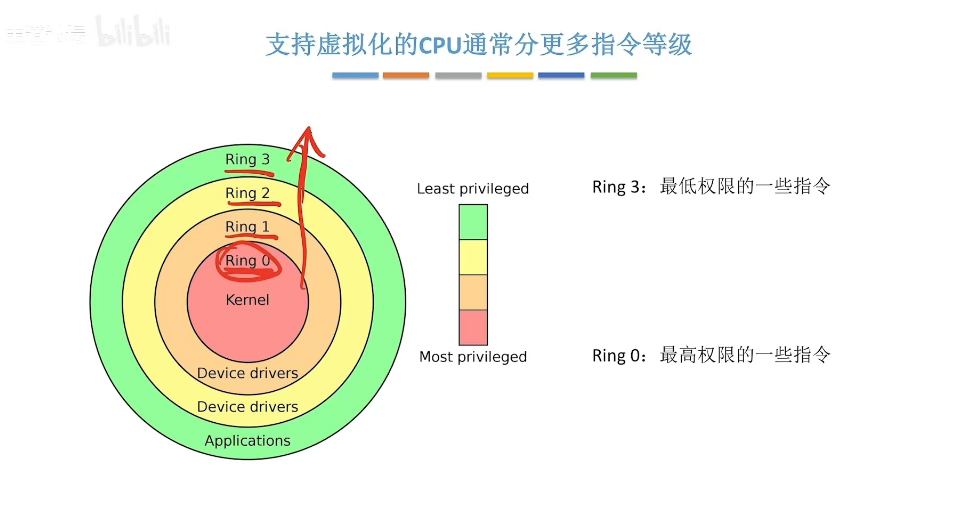 bilibili
支持虚拟化的CPU通常分更多指令等级
Ring 3
Ring 2
Ring 1
Ring 0
Kernel
Device drivers
Device drivers
Applications
Least privileged
Most privileged
Ring 3：最低权限的一些指令
Ring 0：最高权限的一些指令